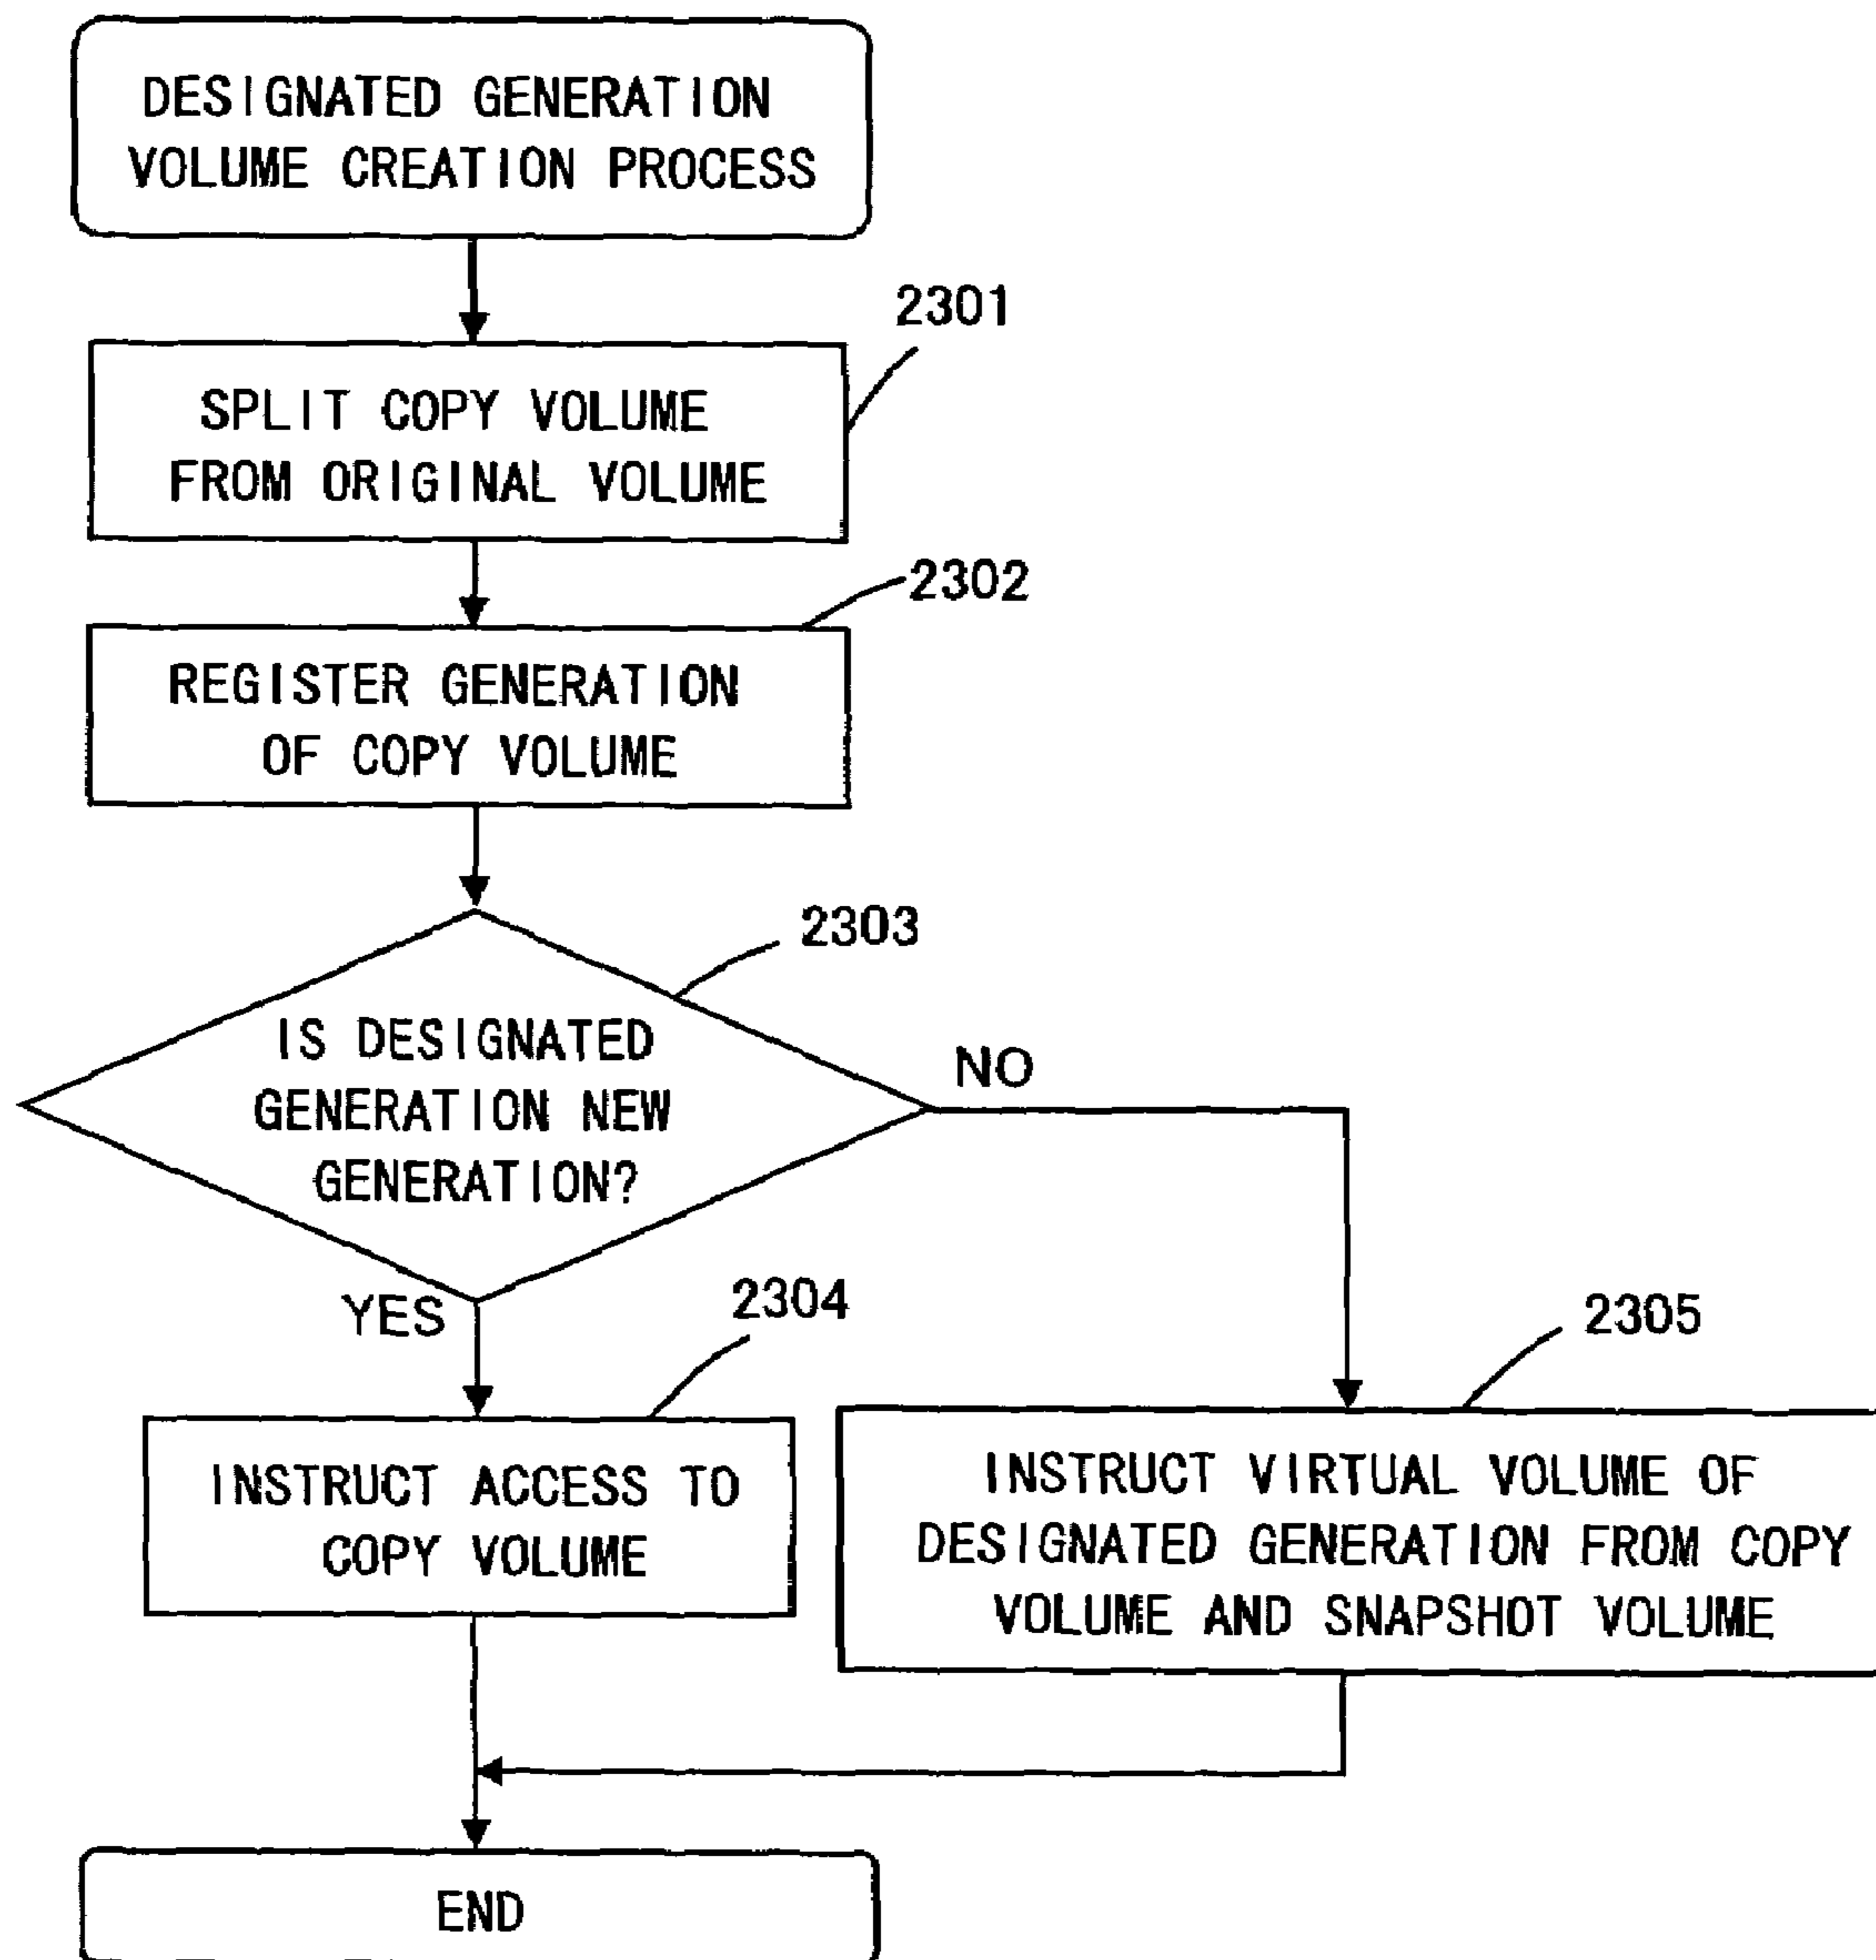 DESIGNATED GENERATION
VOLUME CREATION PROCESS
2301
SPLIT COPY VOLUME
FROM ORIGINAL VOLUME
2302
REGISTER GENERATION
OF COPY VOLUME
2303
IS DESIGNATED
GENERATION NEW
GENERATION?
NO
YES
2304
INSTRUCT ACCESS TO
COPY VOLUME
2305
INSTRUCT VIRTUAL VOLUME OF
DESIGNATED GENERATION FROM COPY
VOLUME AND SNAPSHOT VOLUME
END